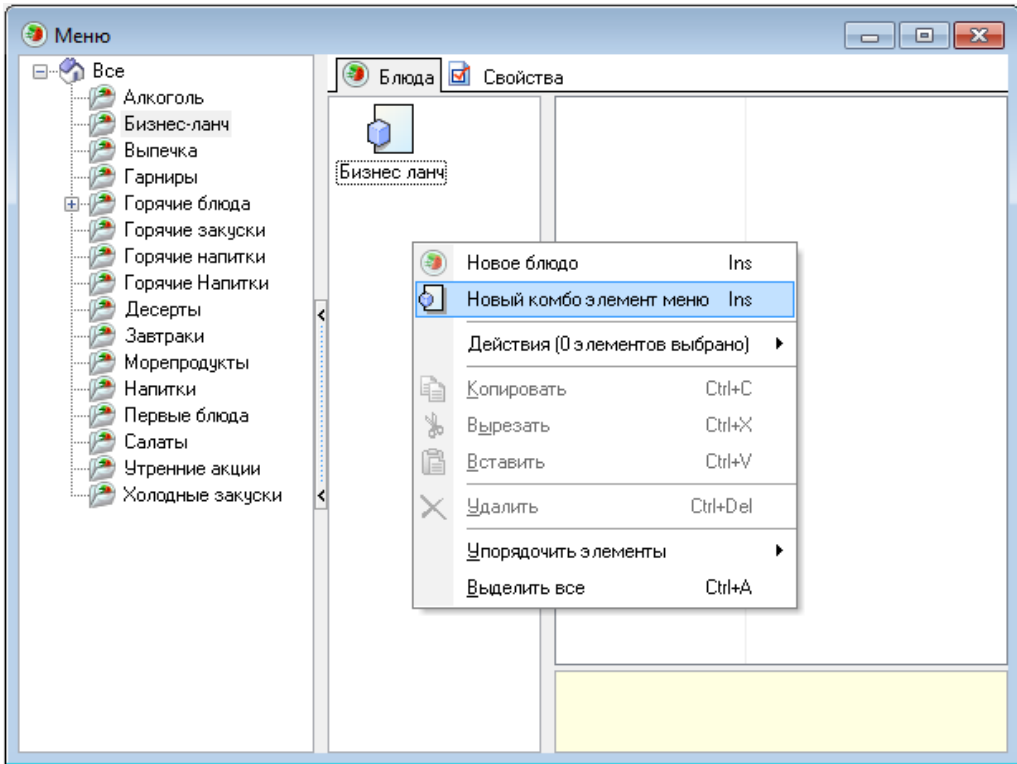 Меню
Все
Алкоголь
Бизнес-ланч
Выпечка
Гарниры
Горячие блюда
Горячие закуски
Горячие напитки
Горячие Напитки
Десерты
Завтраки
Морепродукты
Напитки
Первые блюда
Салаты
Утренние акции
Холодные закуски
Блюда Свойства
Бизнес ланч
Новое блюдо Ins
Новый комбо элемент меню Ins
Действия (0 элементов выбрано)
Копировать Ctrl+C
Вырезать Ctrl+X
Вставить Ctrl+V
Удалить Ctrl+Del
Упорядочить элементы
Выделить все Ctrl+A